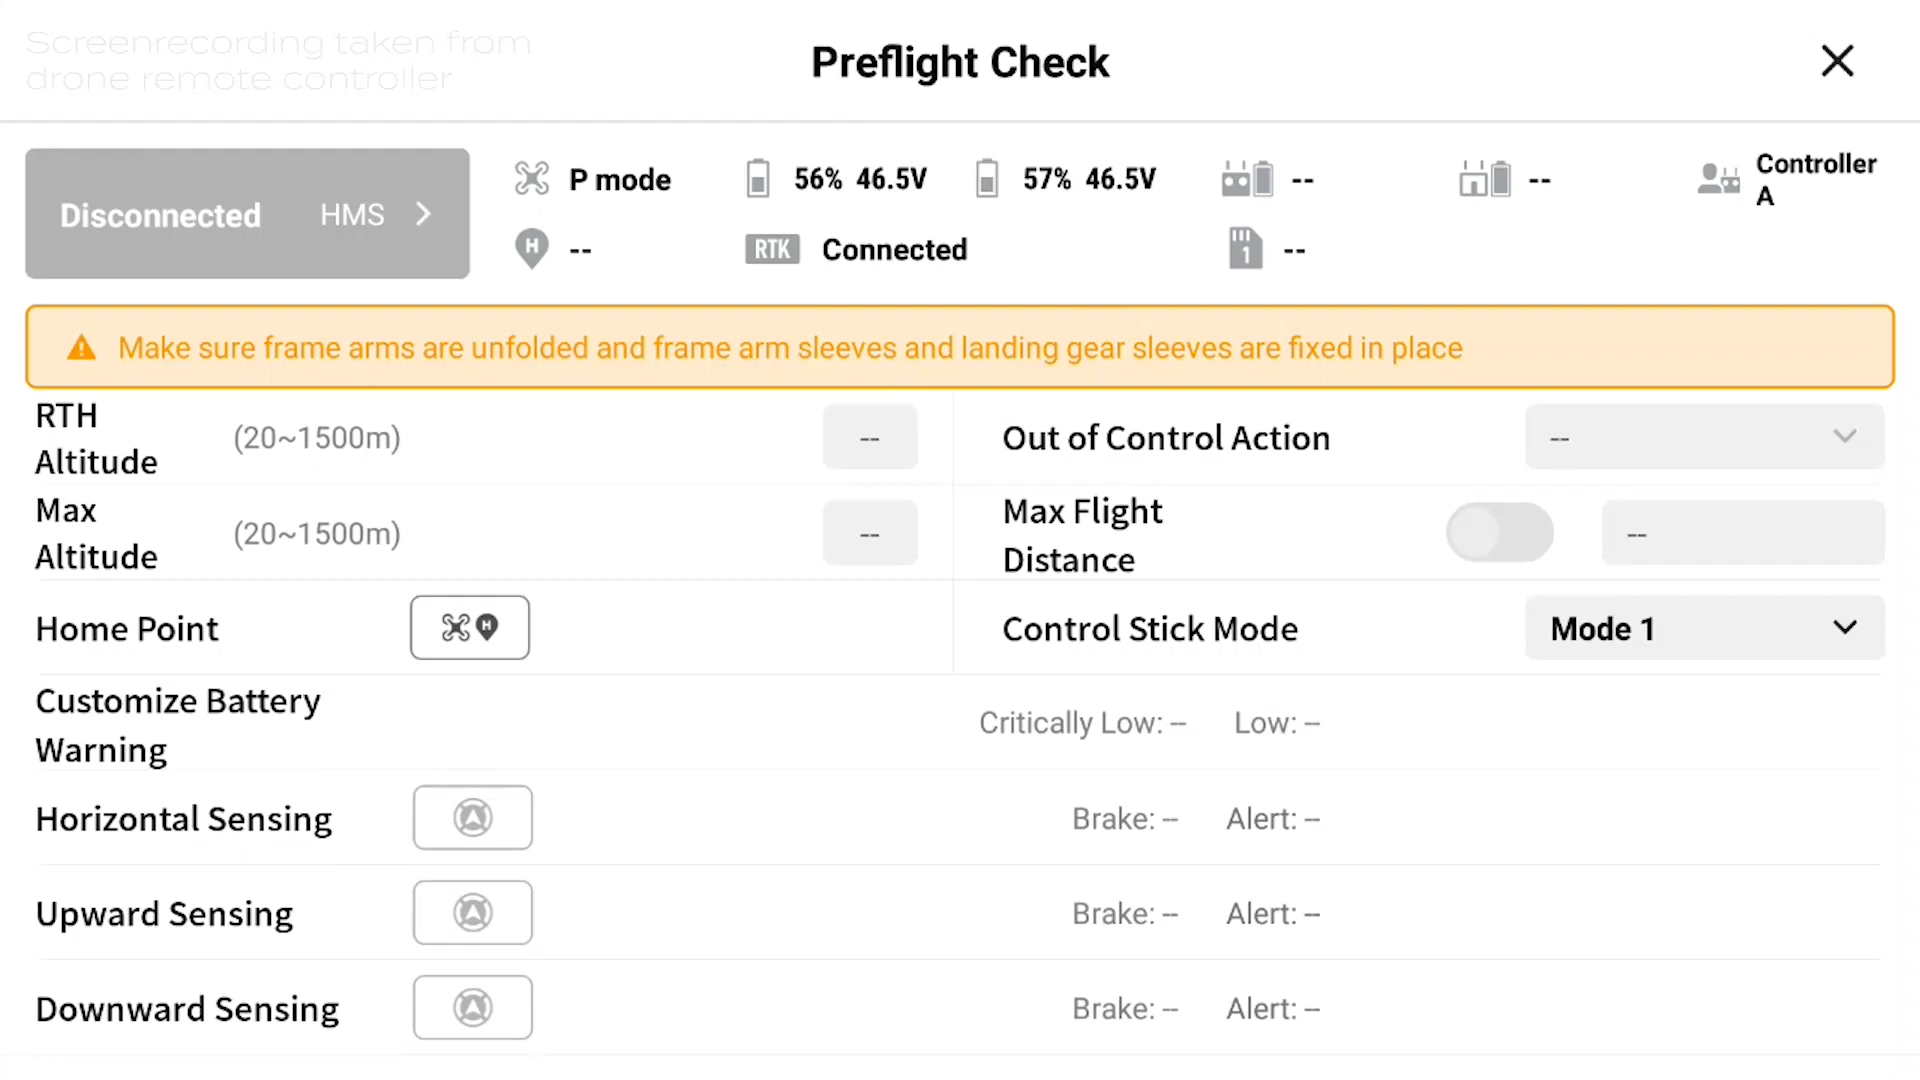 Screenrecording taken from
drone remote controller
Preflight Check
Disconnected HMS
P mode
56% 46.5V
57% 46.5V
--
--
Controller
A
H --
RTK Connected
1 --
Make sure frame arms are unfolded and frame arm sleeves and landing gear sleeves are fixed in place
RTH
Altitude
(20~1500m)
--
Out of Control Action
--
Max
Altitude
(20~1500m)
--
Max Flight
Distance
--
Home Point
H
Control Stick Mode
Mode 1
Customize Battery
Warning
Critically Low: -- Low: --
Horizontal Sensing
Brake: -- Alert: --
Upward Sensing
Brake: -- Alert: --
Downward Sensing
Brake: -- Alert: --